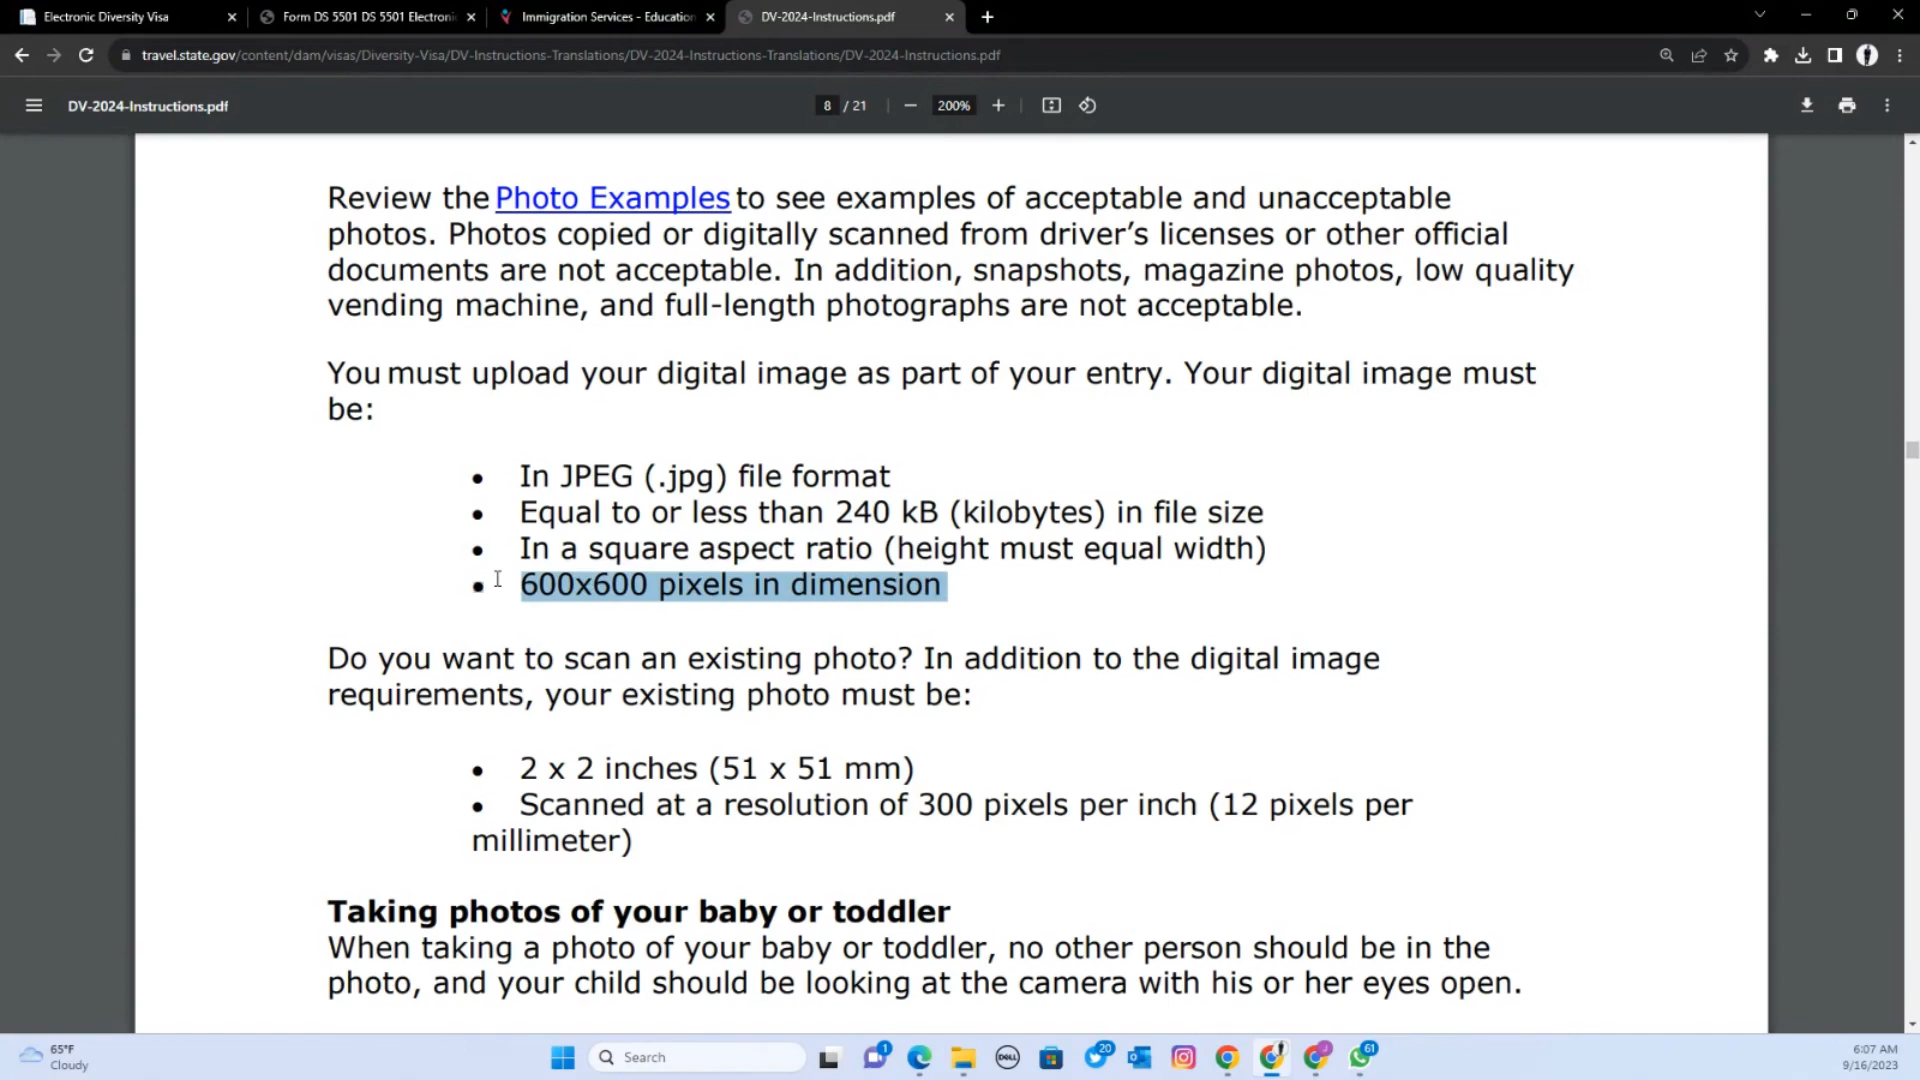 Electronic Diversity Visa
Form DS 5501 DS 5501 Electronic
Immigration Services - Education
DV-2024-Instructions.pdf
travel.state.gov/content/dam/visas/Diversity-Visa/DV-Instructions-Translations/DV-2024-Instructions-Translations/DV-2024-Instructions.pdf
DV-2024-Instructions.pdf
8 / 21
200%
Review the Photo Examples to see examples of acceptable and unacceptable
photos. Photos copied or digitally scanned from driver’s licenses or other official
documents are not acceptable. In addition, snapshots, magazine photos, low quality
vending machine, and full-length photographs are not acceptable.
You must upload your digital image as part of your entry. Your digital image must
be:
• In JPEG (.jpg) file format
• Equal to or less than 240 kB (kilobytes) in file size
• In a square aspect ratio (height must equal width)
• 600x600 pixels in dimension
Do you want to scan an existing photo? In addition to the digital image
requirements, your existing photo must be:
• 2 x 2 inches (51 x 51 mm)
• Scanned at a resolution of 300 pixels per inch (12 pixels per
millimeter)
Taking photos of your baby or toddler
When taking a photo of your baby or toddler, no other person should be in the
photo, and your child should be looking at the camera with his or her eyes open.
65°F
Cloudy
Search
1
DELL
20
J
61
6:07 AM
9/16/2023